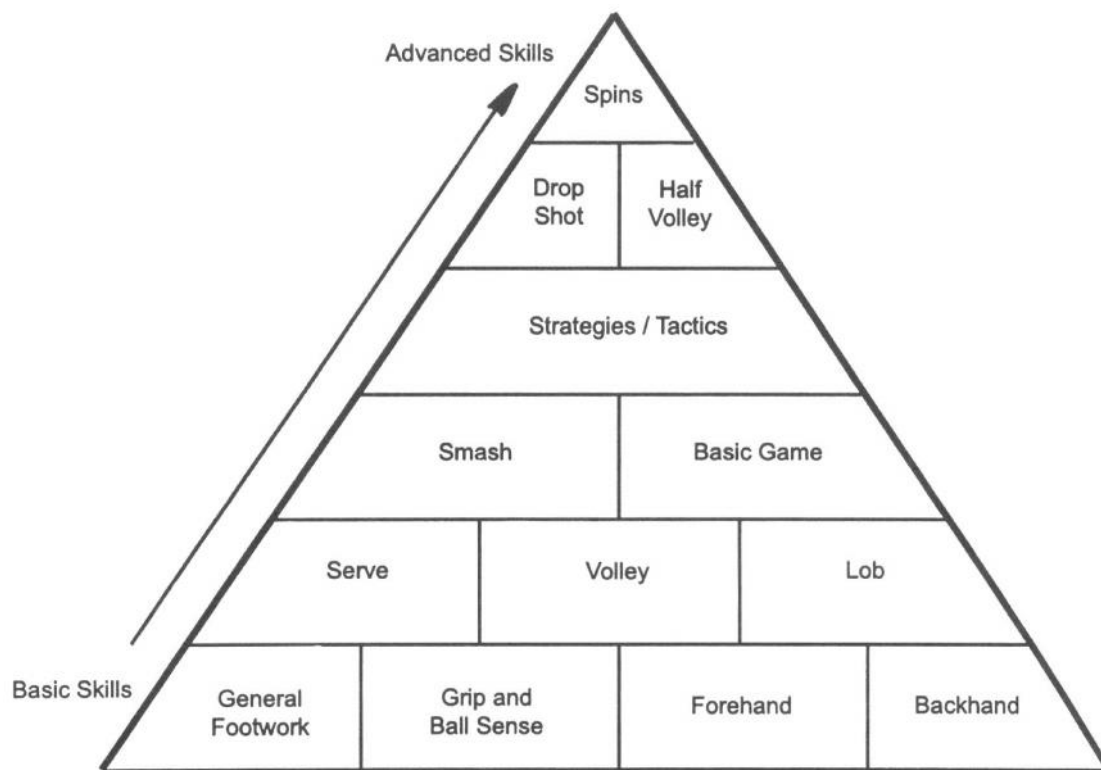 Advanced Skills
Spins
Drop
Shot
Half
Volley
Strategies / Tactics
Smash
Basic Game
Serve
Volley
Lob
Basic Skills
General
Footwork
Grip and
Ball Sense
Forehand
Backhand